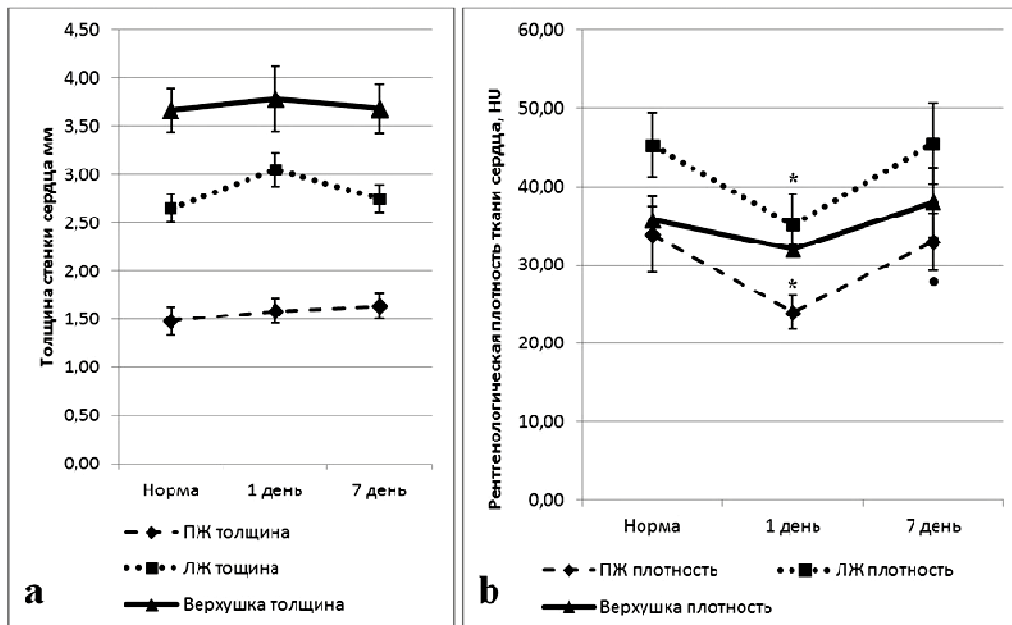 Толщина стенки сердца мм
4,50
4,00
3,50
3,00
2,50
2,00
1,50
1,00
0,50
0,00
Норма 1 день 7 день
ПЖ толщина
ЛЖ тощина
Верхушка толщина
a
Рентгенологическая плотность ткани сердца, HU
60,00
50,00
40,00
30,00
20,00
10,00
0,00
*
*
Норма 1 день 7 день
ПЖ плотность ЛЖ плотность
Верхушка плотность
b